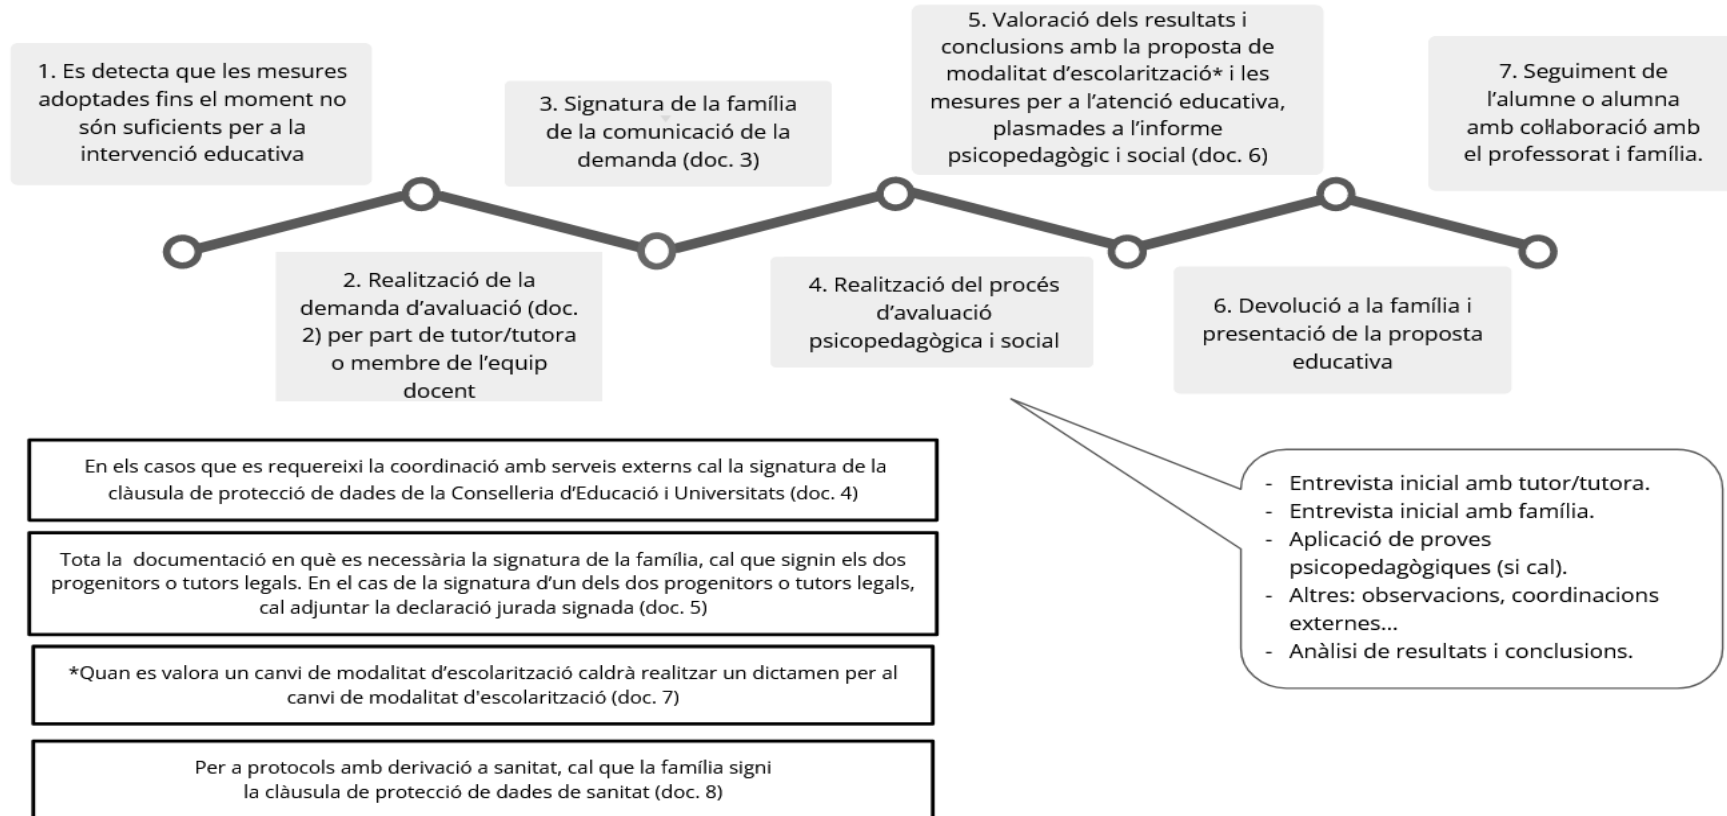 1. Es detecta que les mesures
adoptades fins el moment no
són suficients per a la
intervenció educativa
2. Realització de la
demanda d'avaluació (doc.
2) per part de tutor/tutora
o membre de l'equip
docent
3. Signatura de la família
de la comunicació de la
demanda (doc. 3)
4. Realització del procés
d'avaluació
psicopedagògica i social
5. Valoració dels resultats i
conclusions amb la proposta de
modalitat d'escolarització* i les
mesures per a l'atenció educativa,
plasmades a l'informe
psicopedagògic i social (doc. 6)
6. Devolució a la família i
presentació de la proposta
educativa
7. Seguiment de
l'alumne o alumna
amb col·laboració amb
el professorat i família.
En els casos que es requereixi la coordinació amb serveis externs cal la signatura de la
clàusula de protecció de dades de la Conselleria d'Educació i Universitats (doc. 4)
Tota la documentació en què es necessària la signatura de la família, cal que signin els dos
progenitors o tutors legals. En el cas de la signatura d'un dels dos progenitors o tutors legals,
cal adjuntar la declaració jurada signada (doc. 5)
*Quan es valora un canvi de modalitat d'escolarització caldrà realitzar un dictamen per al
canvi de modalitat d'escolarització (doc. 7)
Per a protocols amb derivació a sanitat, cal que la família signi
la clàusula de protecció de dades de sanitat (doc. 8)
- Entrevista inicial amb tutor/tutora.
- Entrevista inicial amb família.
- Aplicació de proves
psicopedagògiques (si cal).
- Altres: observacions, coordinacions
externes...
- Anàlisi de resultats i conclusions.